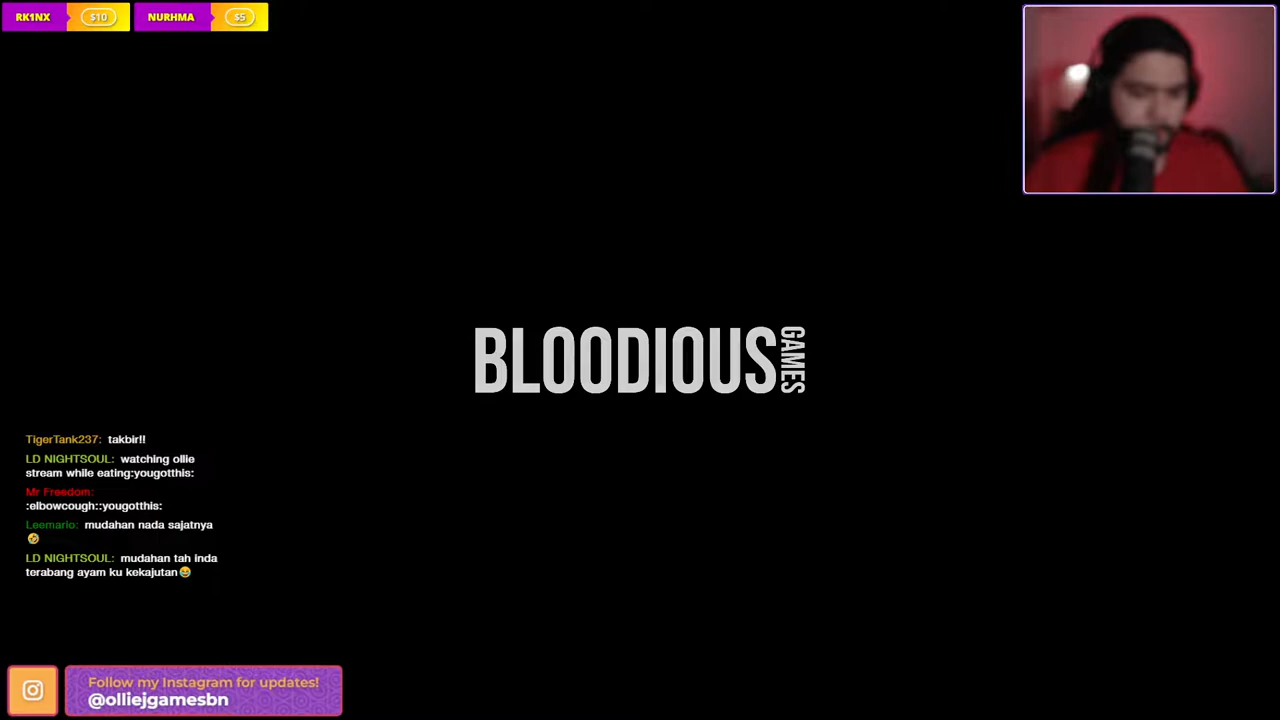 RK1NX $10 NURHMA $5
BLOODIOUS GAMES
TigerTank237: takbir!!
LD NIGHTSOUL: watching ollie
stream while eating:yougotthis:
Mr Freedom:
:elbowcough::yougotthis:
Leemario: mudahan nada sajatnya
🤣
LD NIGHTSOUL: mudahan tah inda
terabang ayam ku kekajutan😂
Follow my Instagram for updates!
@olliejgamesbn